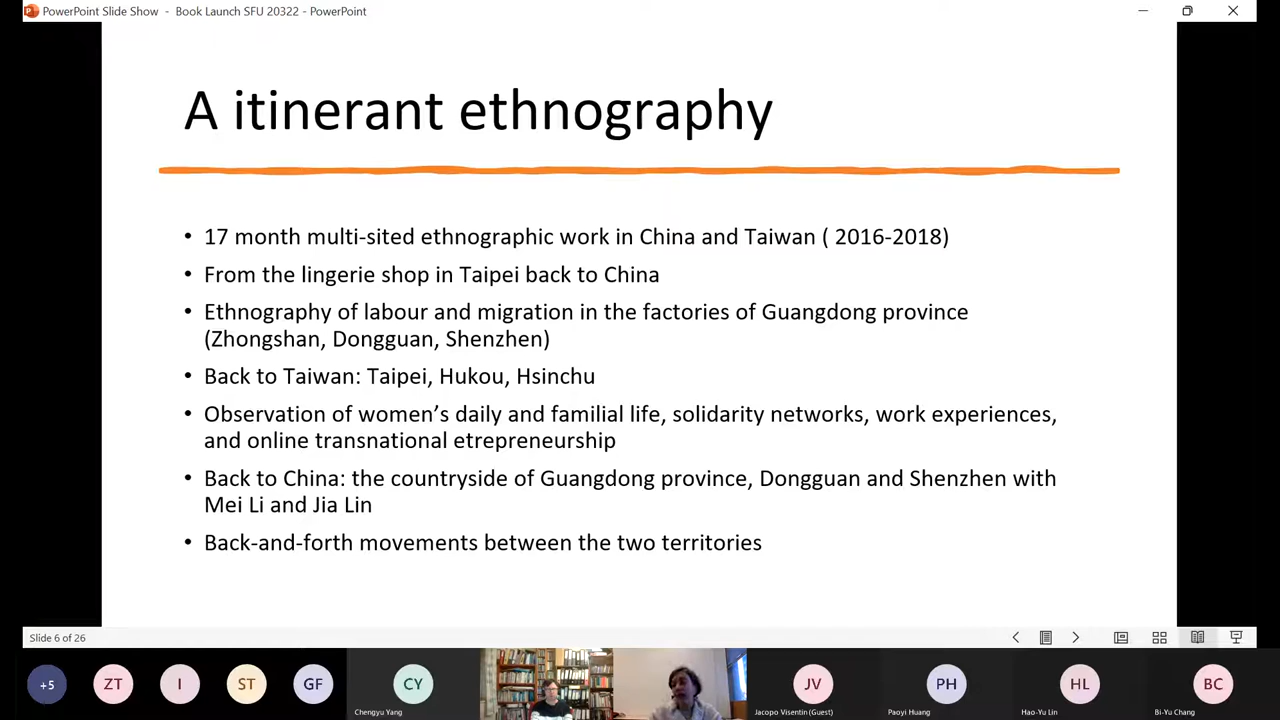 PowerPoint Slide Show - Book Launch SFU 20322 - PowerPoint
A itinerant ethnography
• 17 month multi-sited ethnographic work in China and Taiwan ( 2016-2018)
• From the lingerie shop in Taipei back to China
• Ethnography of labour and migration in the factories of Guangdong province
(Zhongshan, Dongguan, Shenzhen)
• Back to Taiwan: Taipei, Hukou, Hsinchu
• Observation of women's daily and familial life, solidarity networks, work experiences,
and online transnational etrepreneurship
• Back to China: the countryside of Guangdong province, Dongguan and Shenzhen with
Mei Li and Jia Lin
• Back-and-forth movements between the two territories
Slide 6 of 26
+5 ZT I ST GF CY JV PH HL BC
Chengyu Yang Jacopo Visentin (Guest) Paoyi Huang Hao-Yu Lin Bi-Yu Chang